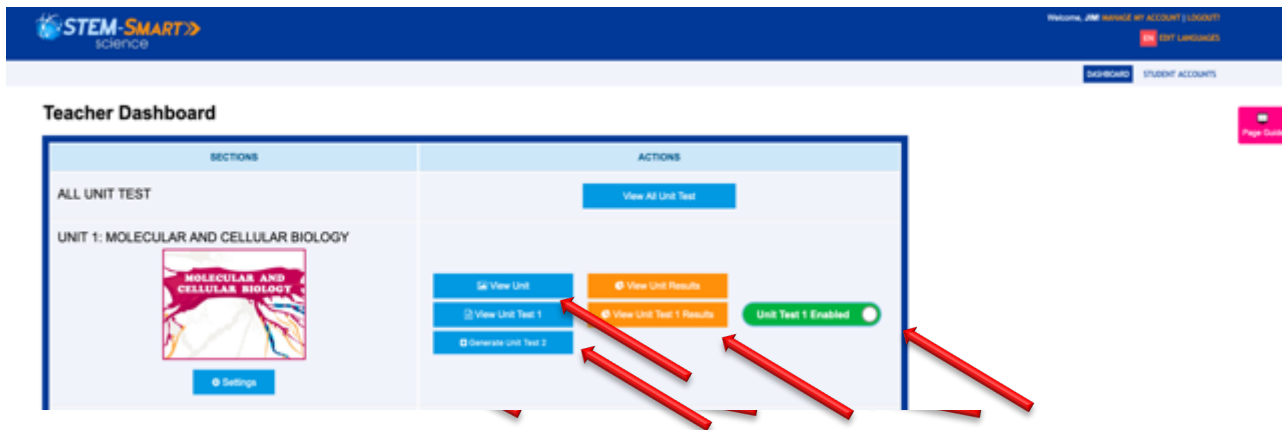 STEM-SMART
science
Welcome, JIM! MANAGE MY ACCOUNT | LOGOUT!
EN EDIT LANGUAGES
DASHBOARD STUDENT ACCOUNTS
Teacher Dashboard
Page Guide
SECTIONS ACTIONS
ALL UNIT TEST View All Unit Test
UNIT 1: MOLECULAR AND CELLULAR BIOLOGY
MOLECULAR AND
CELLULAR BIOLOGY
View Unit View Unit Results
View Unit Test 1 View Unit Test 1 Results Unit Test 1 Enabled
Generate Unit Test 2
Settings